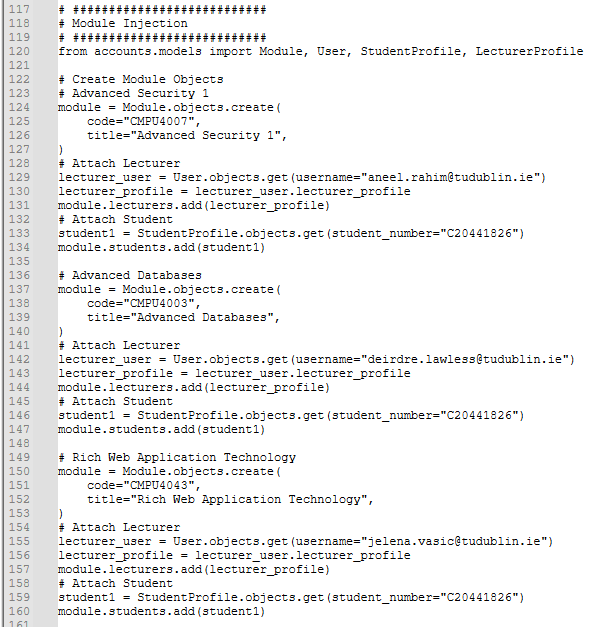 117 # ###########################
118 # Module Injection
119 # ###########################
120 from accounts.models import Module, User, StudentProfile, LecturerProfile
121
122 # Create Module Objects
123 # Advanced Security 1
124 module = Module.objects.create(
125     code="CMPU4007",
126     title="Advanced Security 1",
127 )
128 # Attach Lecturer
129 lecturer_user = User.objects.get(username="aneel.rahim@tudublin.ie")
130 lecturer_profile = lecturer_user.lecturer_profile
131 module.lecturers.add(lecturer_profile)
132 # Attach Student
133 student1 = StudentProfile.objects.get(student_number="C20441826")
134 module.students.add(student1)
135
136 # Advanced Databases
137 module = Module.objects.create(
138     code="CMPU4003",
139     title="Advanced Databases",
140 )
141 # Attach Lecturer
142 lecturer_user = User.objects.get(username="deirdre.lawless@tudublin.ie")
143 lecturer_profile = lecturer_user.lecturer_profile
144 module.lecturers.add(lecturer_profile)
145 # Attach Student
146 student1 = StudentProfile.objects.get(student_number="C20441826")
147 module.students.add(student1)
148
149 # Rich Web Application Technology
150 module = Module.objects.create(
151     code="CMPU4043",
152     title="Rich Web Application Technology",
153 )
154 # Attach Lecturer
155 lecturer_user = User.objects.get(username="jelena.vasic@tudublin.ie")
156 lecturer_profile = lecturer_user.lecturer_profile
157 module.lecturers.add(lecturer_profile)
158 # Attach Student
159 student1 = StudentProfile.objects.get(student_number="C20441826")
160 module.students.add(student1)
161